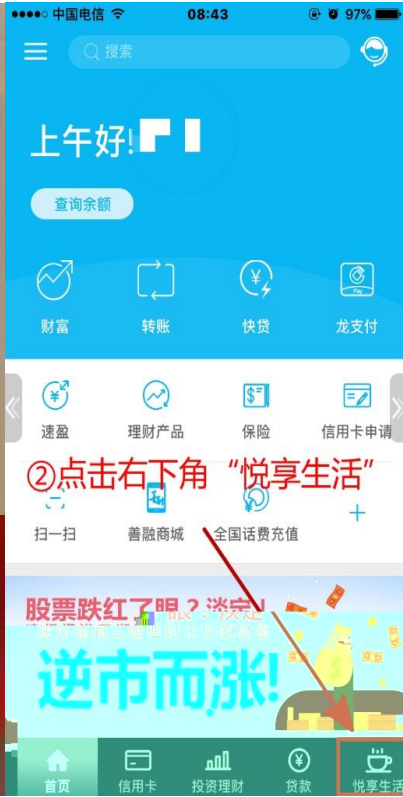 中国电信
08:43
97%
搜索
上午好!
查询余额
财富
转账
快贷
龙支付
Pay
速盈
理财产品
保险
信用卡申请
②点击右下角“悦享生活”
扫一扫
善融商城
全国话费充值
股票跌红了眼?淡定!
逆市而涨!
首页
信用卡
投资理财
贷款
悦享生活